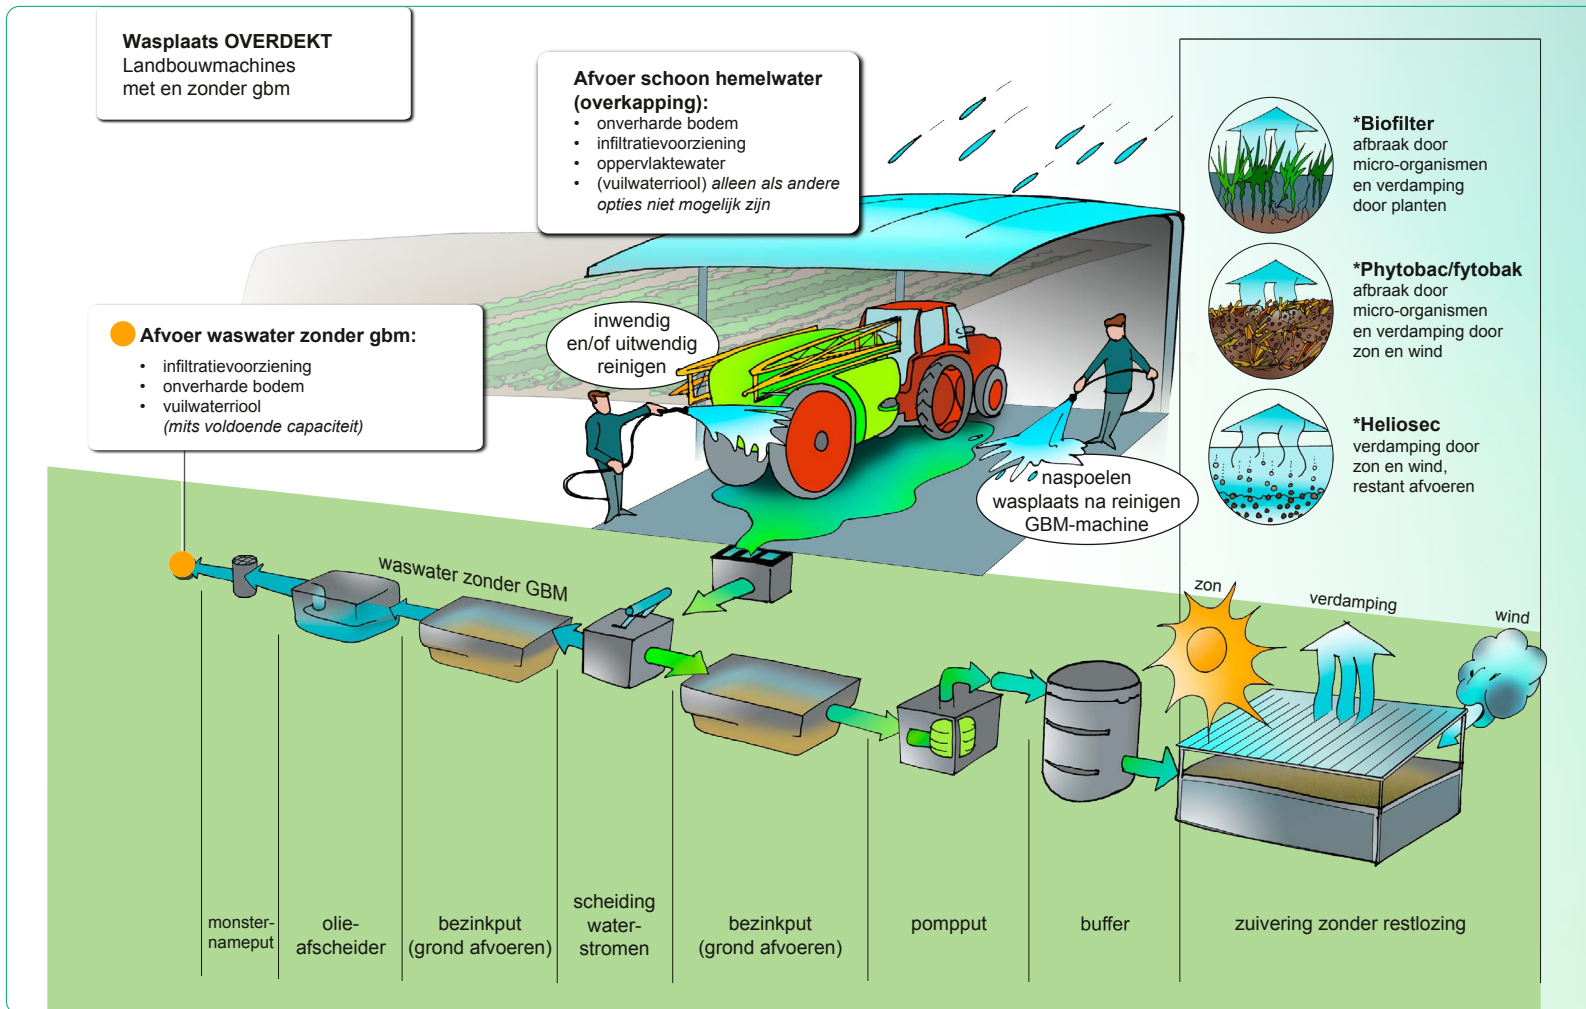 Wasplaats OVERDEKT
Landbouwmachines
met en zonder gbm
Afvoer schoon hemelwater
(overkapping):
• onverharde bodem
• infiltratievoorziening
• oppervlaktewater
• (vuilwaterriool) alleen als andere
opties niet mogelijk zijn
*Biofilter
afbraak door
micro-organismen
en verdamping
door planten
*Phytobac/fytobak
afbraak door
micro-organismen
en verdamping door
zon en wind
*Heliosec
verdamping door
zon en wind,
restant afvoeren
Afvoer waswater zonder gbm:
• infiltratievoorziening
• onverharde bodem
• vuilwaterriool
(mits voldoende capaciteit)
inwendig
en/of uitwendig
reinigen
naspoelen
wasplaats na reinigen
GBM-machine
waswater zonder GBM
zon
verdamping
wind
monster-
nameput
olie-
afscheider
bezinkput
(grond afvoeren)
scheiding
water-
stromen
bezinkput
(grond afvoeren)
pompput
buffer
zuivering zonder restlozing